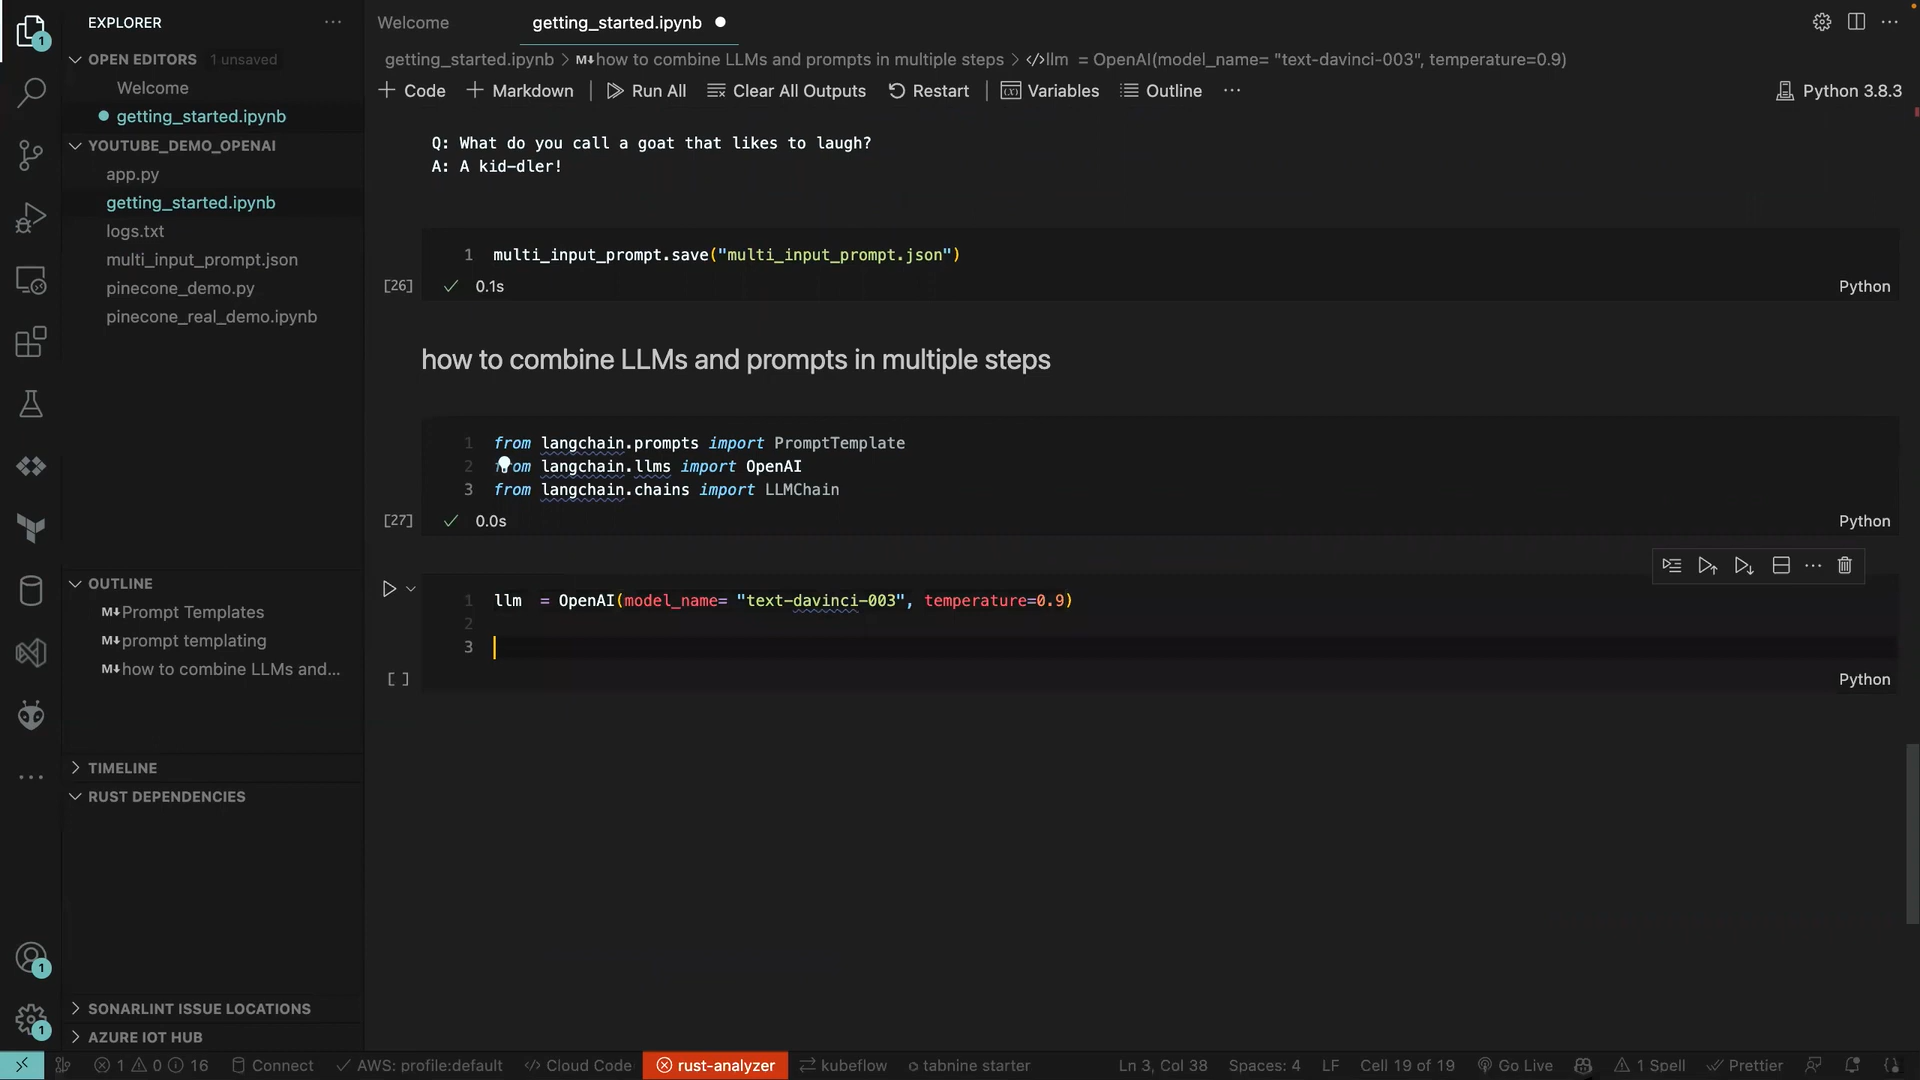 EXPLORER
OPEN EDITORS 1 unsaved
Welcome
getting_started.ipynb
YOUTUBE_DEMO_OPENAI
app.py
getting_started.ipynb
logs.txt
multi_input_prompt.json
pinecone_demo.py
pinecone_real_demo.ipynb
OUTLINE
M↓Prompt Templates
M↓prompt templating
M↓how to combine LLMs and...
TIMELINE
RUST DEPENDENCIES
SONARLINT ISSUE LOCATIONS
AZURE IOT HUB
1
1
1
Welcome
getting_started.ipynb
getting_started.ipynb > M↓how to combine LLMs and prompts in multiple steps > </>llm = OpenAI(model_name= "text-davinci-003", temperature=0.9)
+ Code + Markdown Run All Clear All Outputs Restart Variables Outline ... Python 3.8.3
Q: What do you call a goat that likes to laugh?
A: A kid-dler!
1 multi_input_prompt.save("multi_input_prompt.json")
[26] ✓ 0.1s Python
how to combine LLMs and prompts in multiple steps
1 from langchain.prompts import PromptTemplate
2 from langchain.llms import OpenAI
3 from langchain.chains import LLMChain
[27] ✓ 0.0s Python
1 llm  = OpenAI(model_name= "text-davinci-003", temperature=0.9)
2
3
[ ] Python
1 0 16 Connect AWS: profile:default Cloud Code rust-analyzer kubeflow tabnine starter Ln 3, Col 38 Spaces: 4 LF Cell 19 of 19 Go Live 1 Spell Prettier